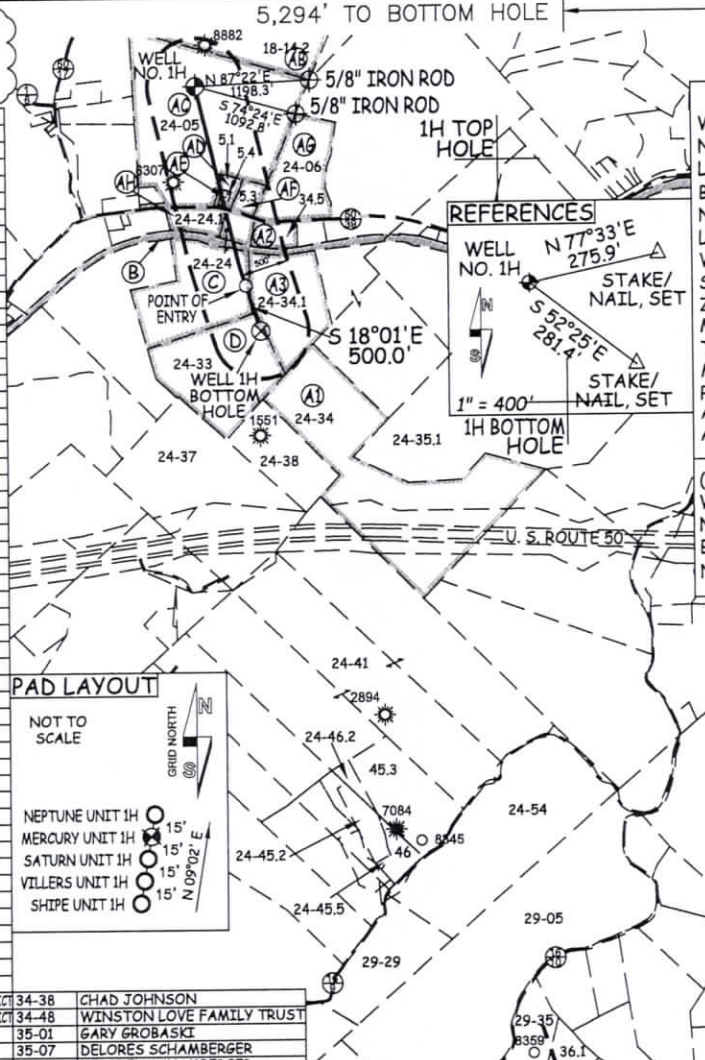 5,294' TO BOTTOM HOLE
8882
18-14.2
WELL
NO. 1H
AB
N 87°22'E
1198.3'
5/8" IRON ROD
S 74°24'E
1092.8'
5/8" IRON ROD
AC
24-05
AD
5.1
5.4
AG
24-06
1H TOP
HOLE
AE
8307
AH
5.3
AF
34.5
24-24.1
A2
B
24-24
500'
C
A3
24-34.1
POINT OF
ENTRY
S 18°01'E
500.0'
D
24-33
WELL 1H
BOTTOM
HOLE
A1
24-34
1551
24-35.1
24-37
24-38
REFERENCES
WELL
NO. 1H
N 77°33'E
275.9'
STAKE/
NAIL, SET
N
S
S 52°25'E
281.4'
STAKE/
NAIL, SET
1" = 400'
1H BOTTOM
HOLE
U. S. ROUTE 50
24-41
2894
24-46.2
45.3
7084
8345
46
24-54
24-45.2
24-45.5
29-29
29-05
29-35
8359
36.1
PAD LAYOUT
NOT TO
SCALE
GRID NORTH
N
S
NEPTUNE UNIT 1H
15'
MERCURY UNIT 1H
15'
SATURN UNIT 1H
15'
VILLERS UNIT 1H
15'
SHIPE UNIT 1H
N 09°02' E
34-38 CHAD JOHNSON
34-48 WINSTON LOVE FAMILY TRUST
35-01 GARY GROBASKI
35-07 DELORES SCHAMBERGER